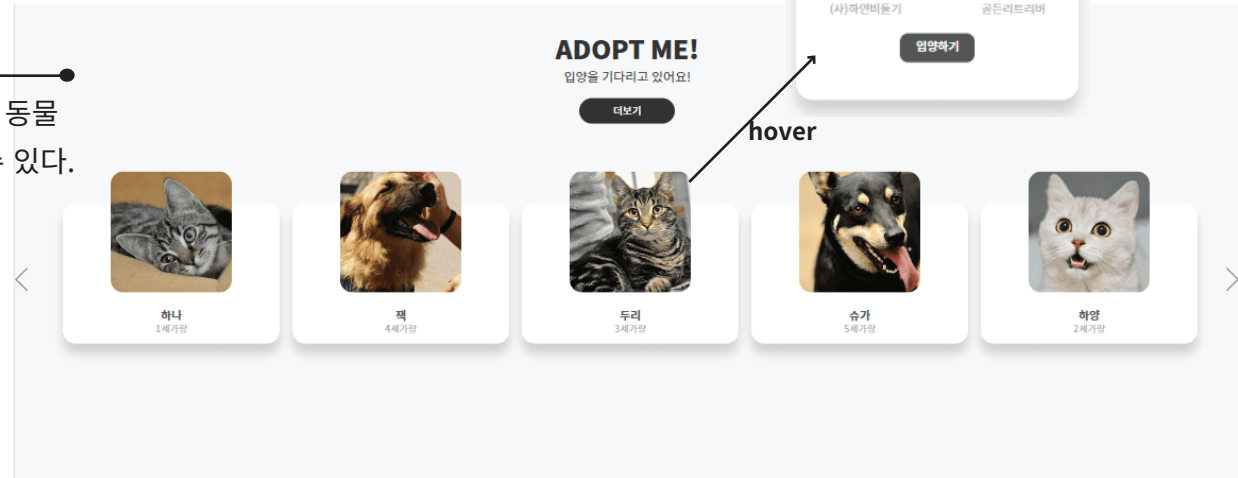 (사)하얀비둘기
골든리트리버
입양하기
ADOPT ME!
입양을 기다리고 있어요!
더보기
hover
동물
있다.
하나
1세가량
잭
4세가량
두리
3세가량
슈가
5세가량
하양
2세가량